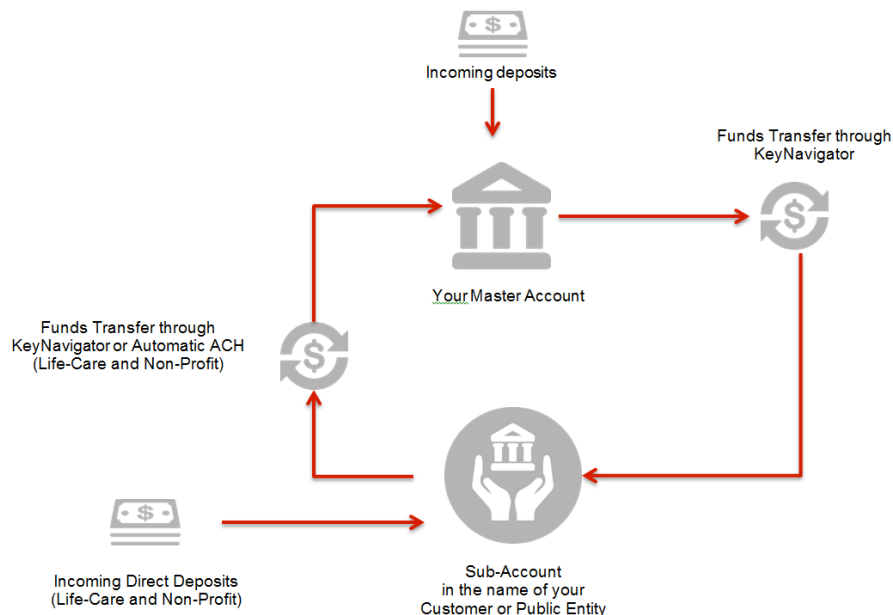 Incoming deposits
Funds Transfer through
KeyNavigator
Your Master Account
Funds Transfer through
KeyNavigator or Automatic ACH
(Life-Care and Non-Profit)
Incoming Direct Deposits
(Life-Care and Non-Profit)
Sub-Account
in the name of your
Customer or Public Entity